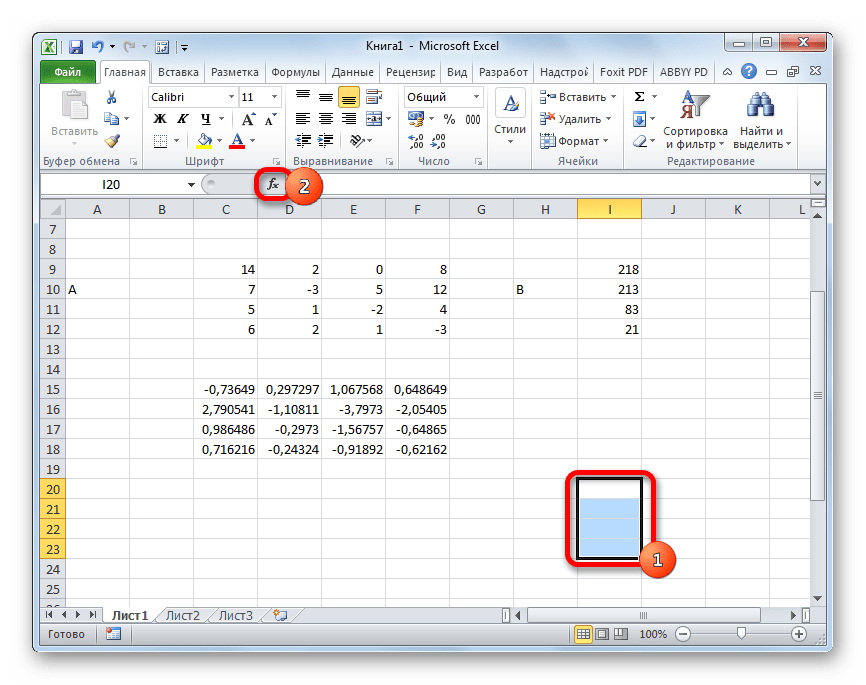 Книга1 - Microsoft Excel
Файл Главная Вставка Разметка Формулы Данные Рецензир Вид Разработ Надстрой Foxit PDF ABBYY PD
Calibri 11 Общий Вставить Σ
Ж К Ч A A % 000 Удалить
Вставить A Стили Формат Сортировка и фильтр Найти и выделить
Буфер обмена Шрифт Выравнивание Число Ячейки Редактирование
I20 fx 2
A B C D E F G H I J K L
7
8
9 14 2 0 8 218
10 A 7 -3 5 12 B 213
11 5 1 -2 4 83
12 6 2 1 -3 21
13
14
15 -0,73649 0,297297 1,067568 0,648649
16 2,790541 -1,10811 -3,7973 -2,05405
17 0,986486 -0,2973 -1,56757 -0,64865
18 0,716216 -0,24324 -0,91892 -0,62162
19
20
21
22
23
1
24
25
Лист1 Лист2 Лист3
Готово 100%